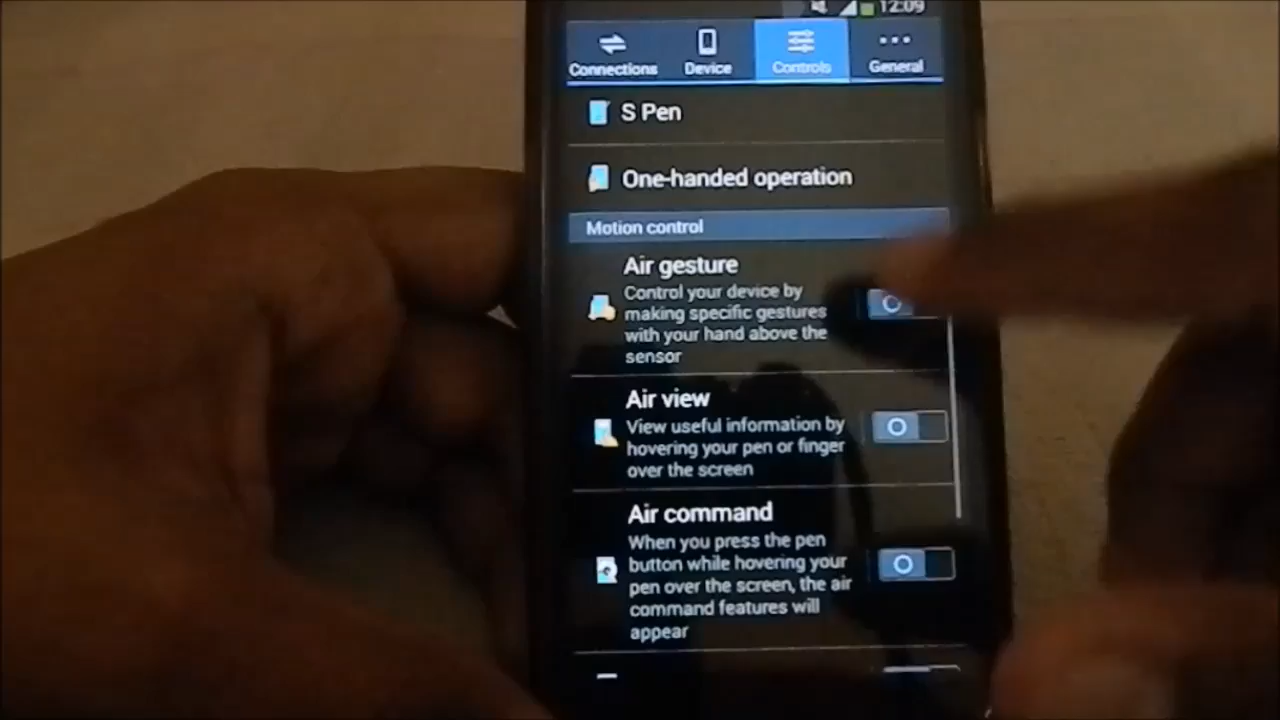 12:09
Connections Device Controls General
S Pen
One-handed operation
Motion control
Air gesture
Control your device by
making specific gestures
with your hand above the
sensor
Air view
View useful information by
hovering your pen or finger
over the screen
Air command
When you press the pen
button while hovering your
pen over the screen, the air
command features will
appear